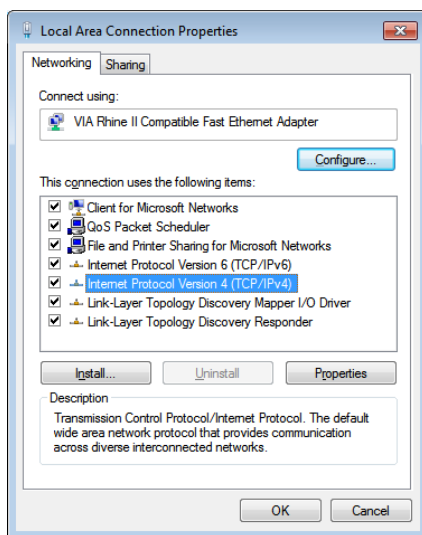 Local Area Connection Properties
Networking Sharing
Connect using:
VIA Rhine II Compatible Fast Ethernet Adapter
Configure...
This connection uses the following items:
Client for Microsoft Networks
QoS Packet Scheduler
File and Printer Sharing for Microsoft Networks
Internet Protocol Version 6 (TCP/IPv6)
Internet Protocol Version 4 (TCP/IPv4)
Link-Layer Topology Discovery Mapper I/O Driver
Link-Layer Topology Discovery Responder
Install... Uninstall Properties
Description
Transmission Control Protocol/Internet Protocol. The default
wide area network protocol that provides communication
across diverse interconnected networks.
OK Cancel